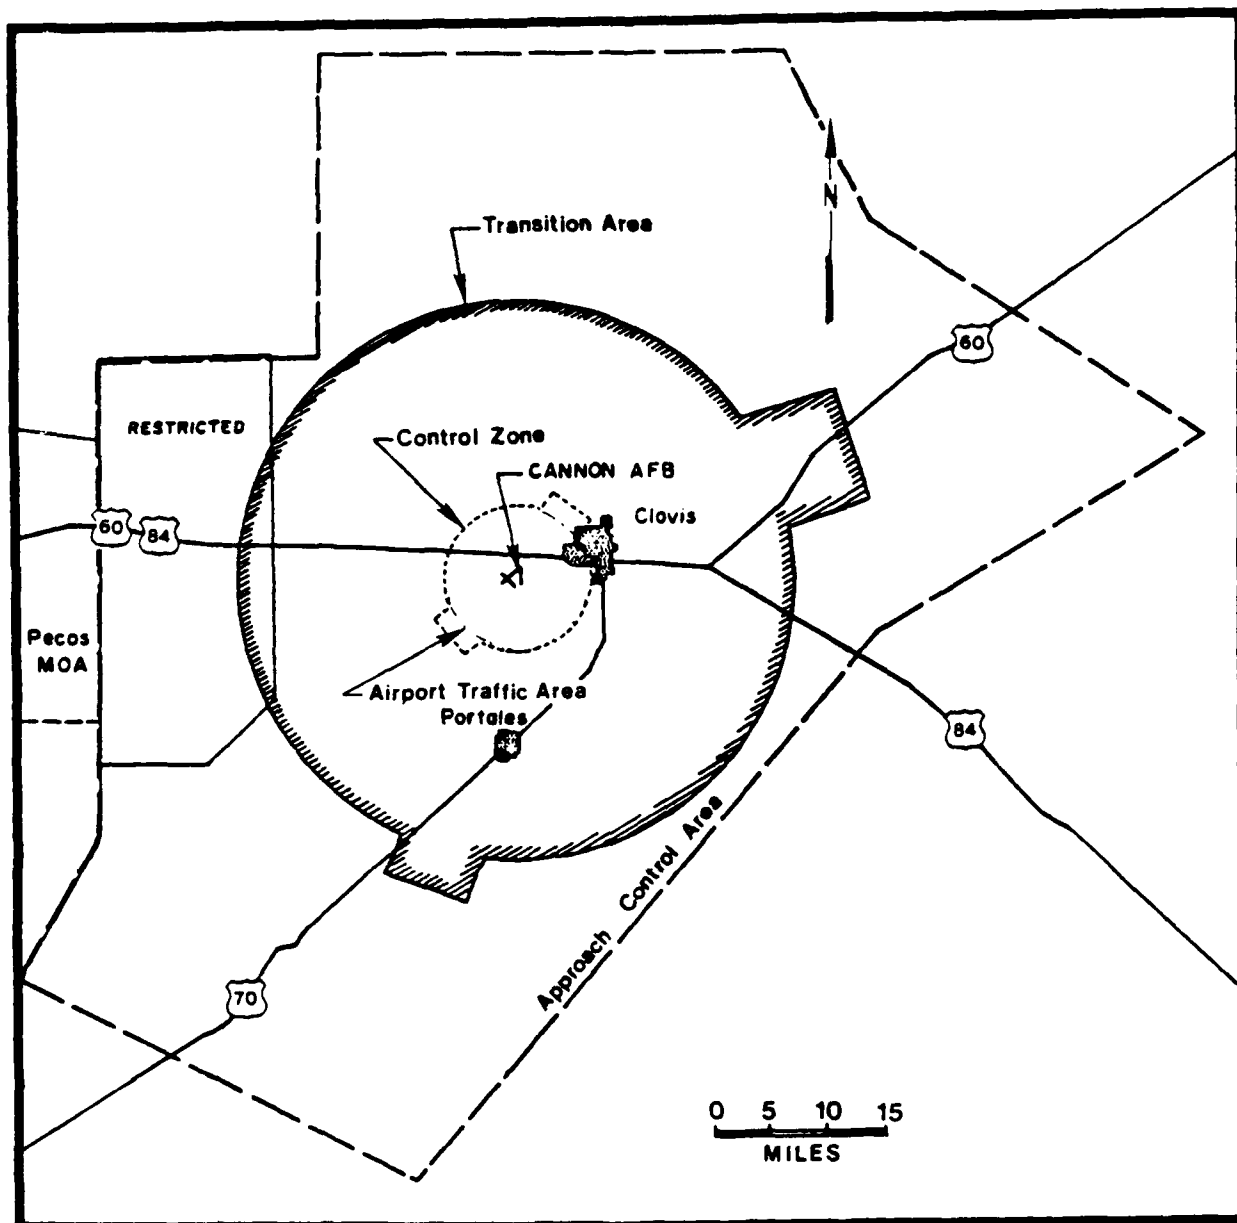 N
Transition Area
60
RESTRICTED
Control Zone
CANNON AFB
Clovis
60
84
Pecos
MOA
Airport Traffic Area
Portales
84
Approach Control Area
70
0 5 10 15
MILES